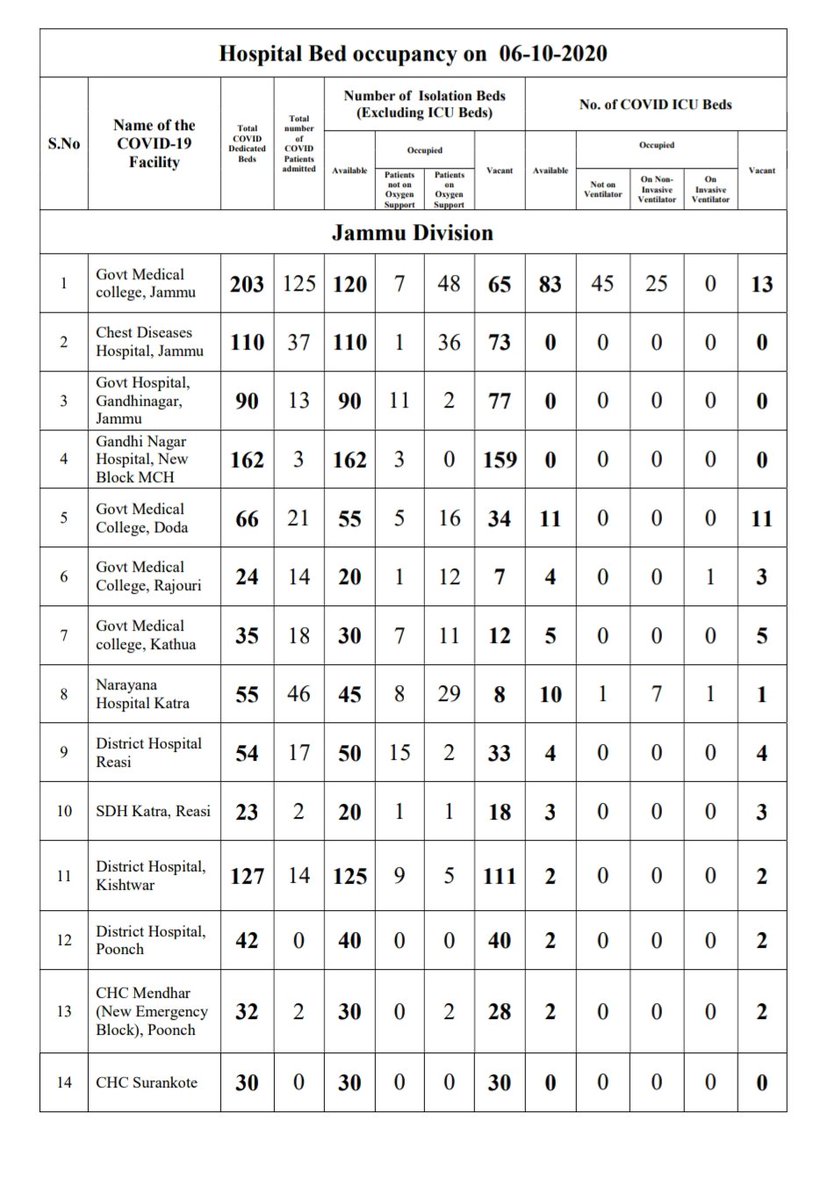 Hospital Bed occupancy on 06-10-2020
S.No
Name of the
COVID-19
Facility
Total
COVID
Dedicated
Beds
Total
number
of
COVID
Patients
admitted
Number of Isolation Beds
(Excluding ICU Beds)
No. of COVID ICU Beds
Available
Occupied
Vacant
Available
Occupied
Vacant
Patients
not on
Oxygen
Support
Patients
on
Oxygen
Support
Not on
Ventilator
On Non-
Invasive
Ventilator
On
Invasive
Ventilator
Jammu Division
1 Govt Medical
college, Jammu 203 125 120 7 48 65 83 45 25 0 13
2 Chest Diseases
Hospital, Jammu 110 37 110 1 36 73 0 0 0 0 0
3 Govt Hospital,
Gandhinagar,
Jammu 90 13 90 11 2 77 0 0 0 0 0
4 Gandhi Nagar
Hospital, New
Block MCH 162 3 162 3 0 159 0 0 0 0 0
5 Govt Medical
College, Doda 66 21 55 5 16 34 11 0 0 0 11
6 Govt Medical
College, Rajouri 24 14 20 1 12 7 4 0 0 1 3
7 Govt Medical
college, Kathua 35 18 30 7 11 12 5 0 0 0 5
8 Narayana
Hospital Katra 55 46 45 8 29 8 10 1 7 1 1
9 District Hospital
Reasi 54 17 50 15 2 33 4 0 0 0 4
10 SDH Katra, Reasi 23 2 20 1 1 18 3 0 0 0 3
11 District Hospital,
Kishtwar 127 14 125 9 5 111 2 0 0 0 2
12 District Hospital,
Poonch 42 0 40 0 0 40 2 0 0 0 2
13 CHC Mendhar
(New Emergency
Block), Poonch 32 2 30 0 2 28 2 0 0 0 2
14 CHC Surankote 30 0 30 0 0 30 0 0 0 0 0